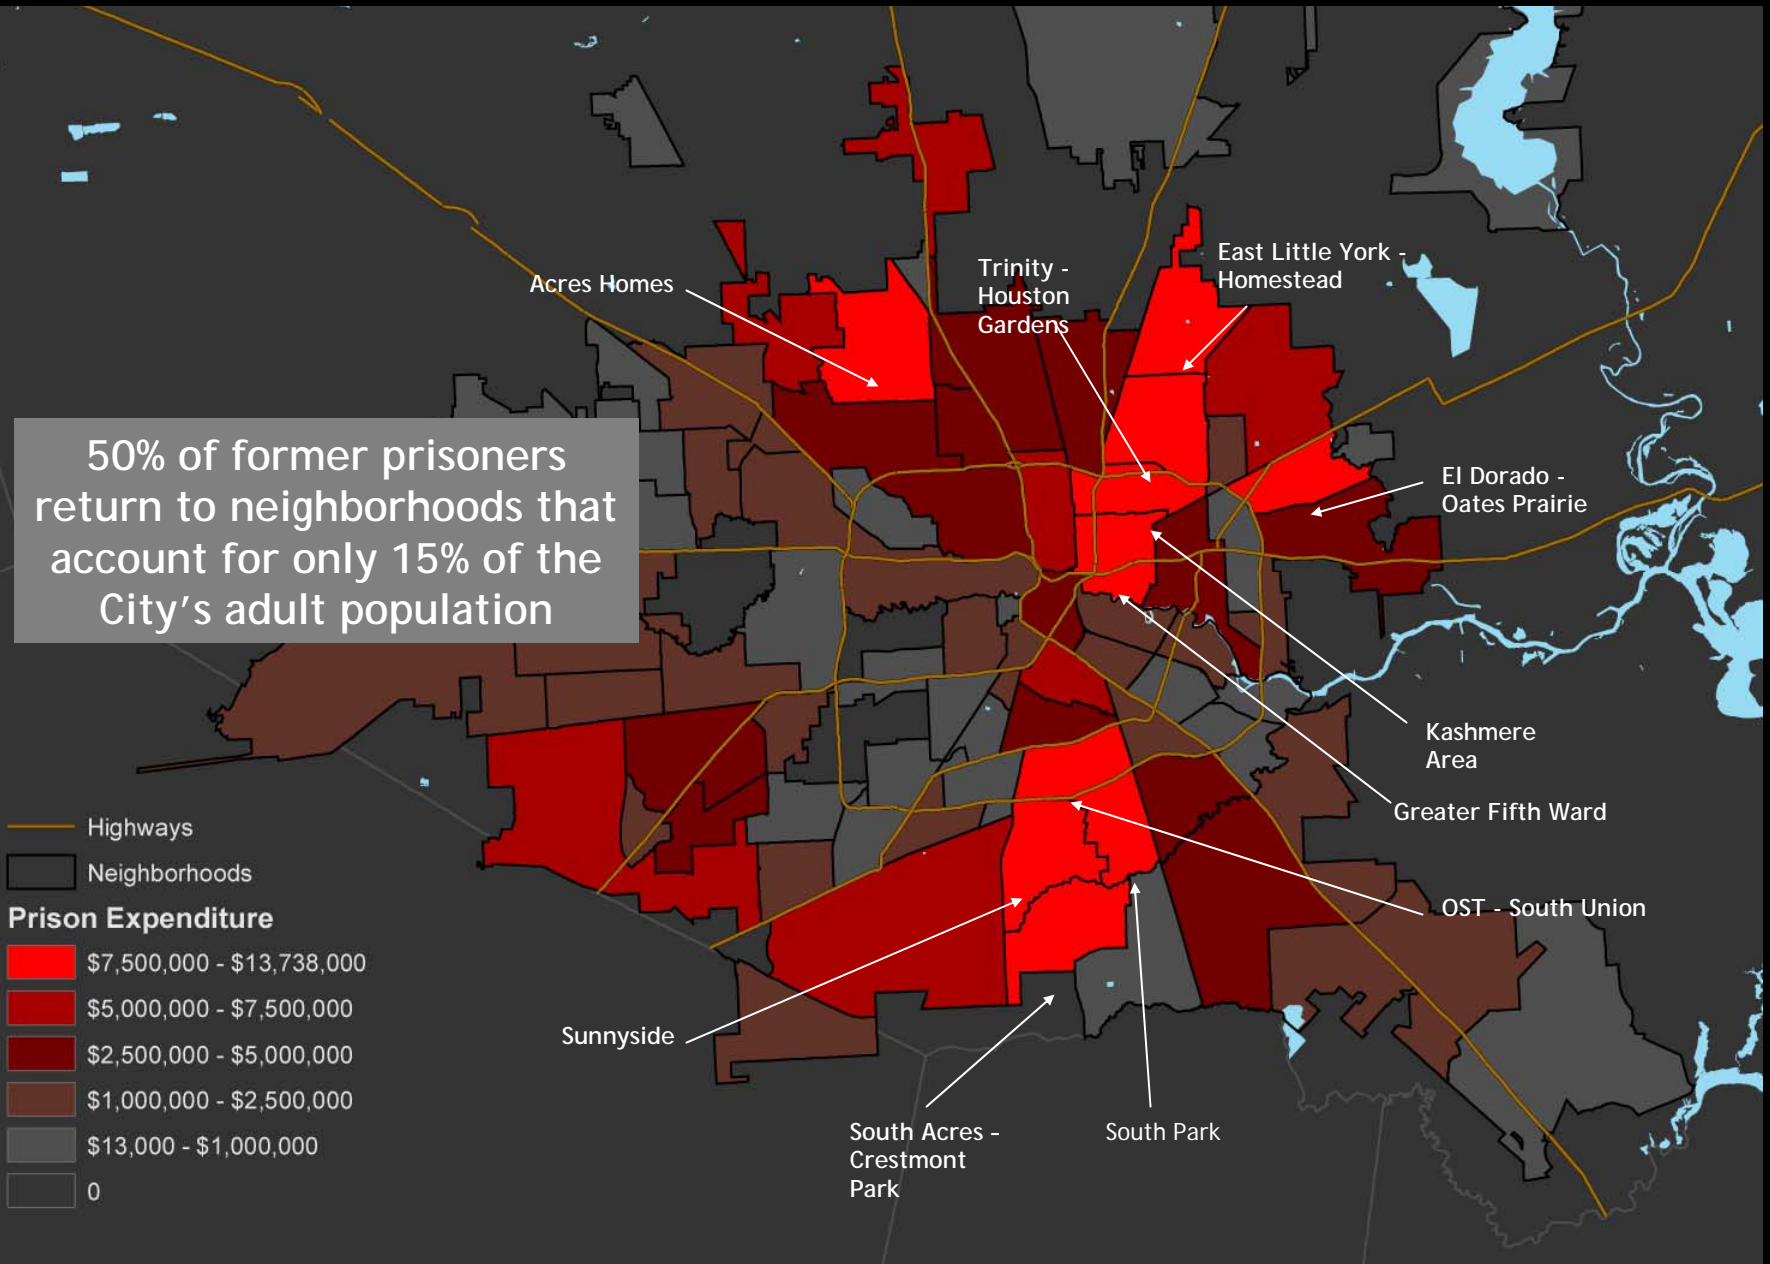 East Little York -
Homestead
Trinity -
Houston
Gardens
Acres Homes
50% of former prisoners
return to neighborhoods that
account for only 15% of the
City's adult population
El Dorado -
Oates Prairie
Kashmere
Area
Greater Fifth Ward
Highways
Neighborhoods
Prison Expenditure
$7,500,000 - $13,738,000
$5,000,000 - $7,500,000
$2,500,000 - $5,000,000
$1,000,000 - $2,500,000
$13,000 - $1,000,000
0
OST - South Union
Sunnyside
South Acres –
Crestmont
Park
South Park